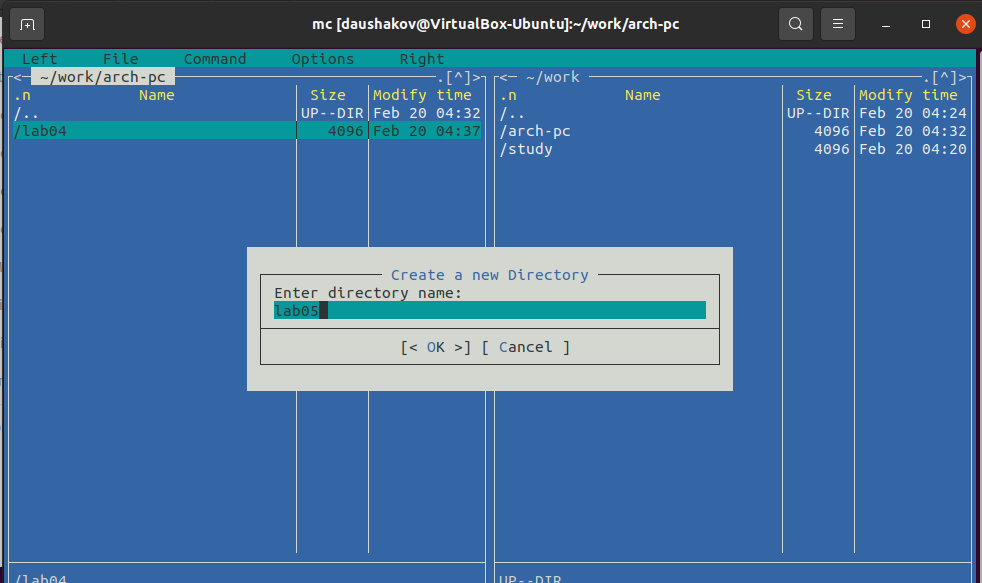 mc [daushakov@VirtualBox-Ubuntu]:~/work/arch-pc
Left File Command Options Right
<─ ~/work/arch-pc ─.[^]>
.n Name Size Modify time
/.. UP--DIR Feb 20 04:32
/lab04 4096 Feb 20 04:37
<─ ~/work ─.[^]>
.n Name Size Modify time
/.. UP--DIR Feb 20 04:24
/arch-pc 4096 Feb 20 04:32
/study 4096 Feb 20 04:20
Create a new Directory
Enter directory name:
lab05
[< OK >] [ Cancel ]
/lab04
UP--DIR